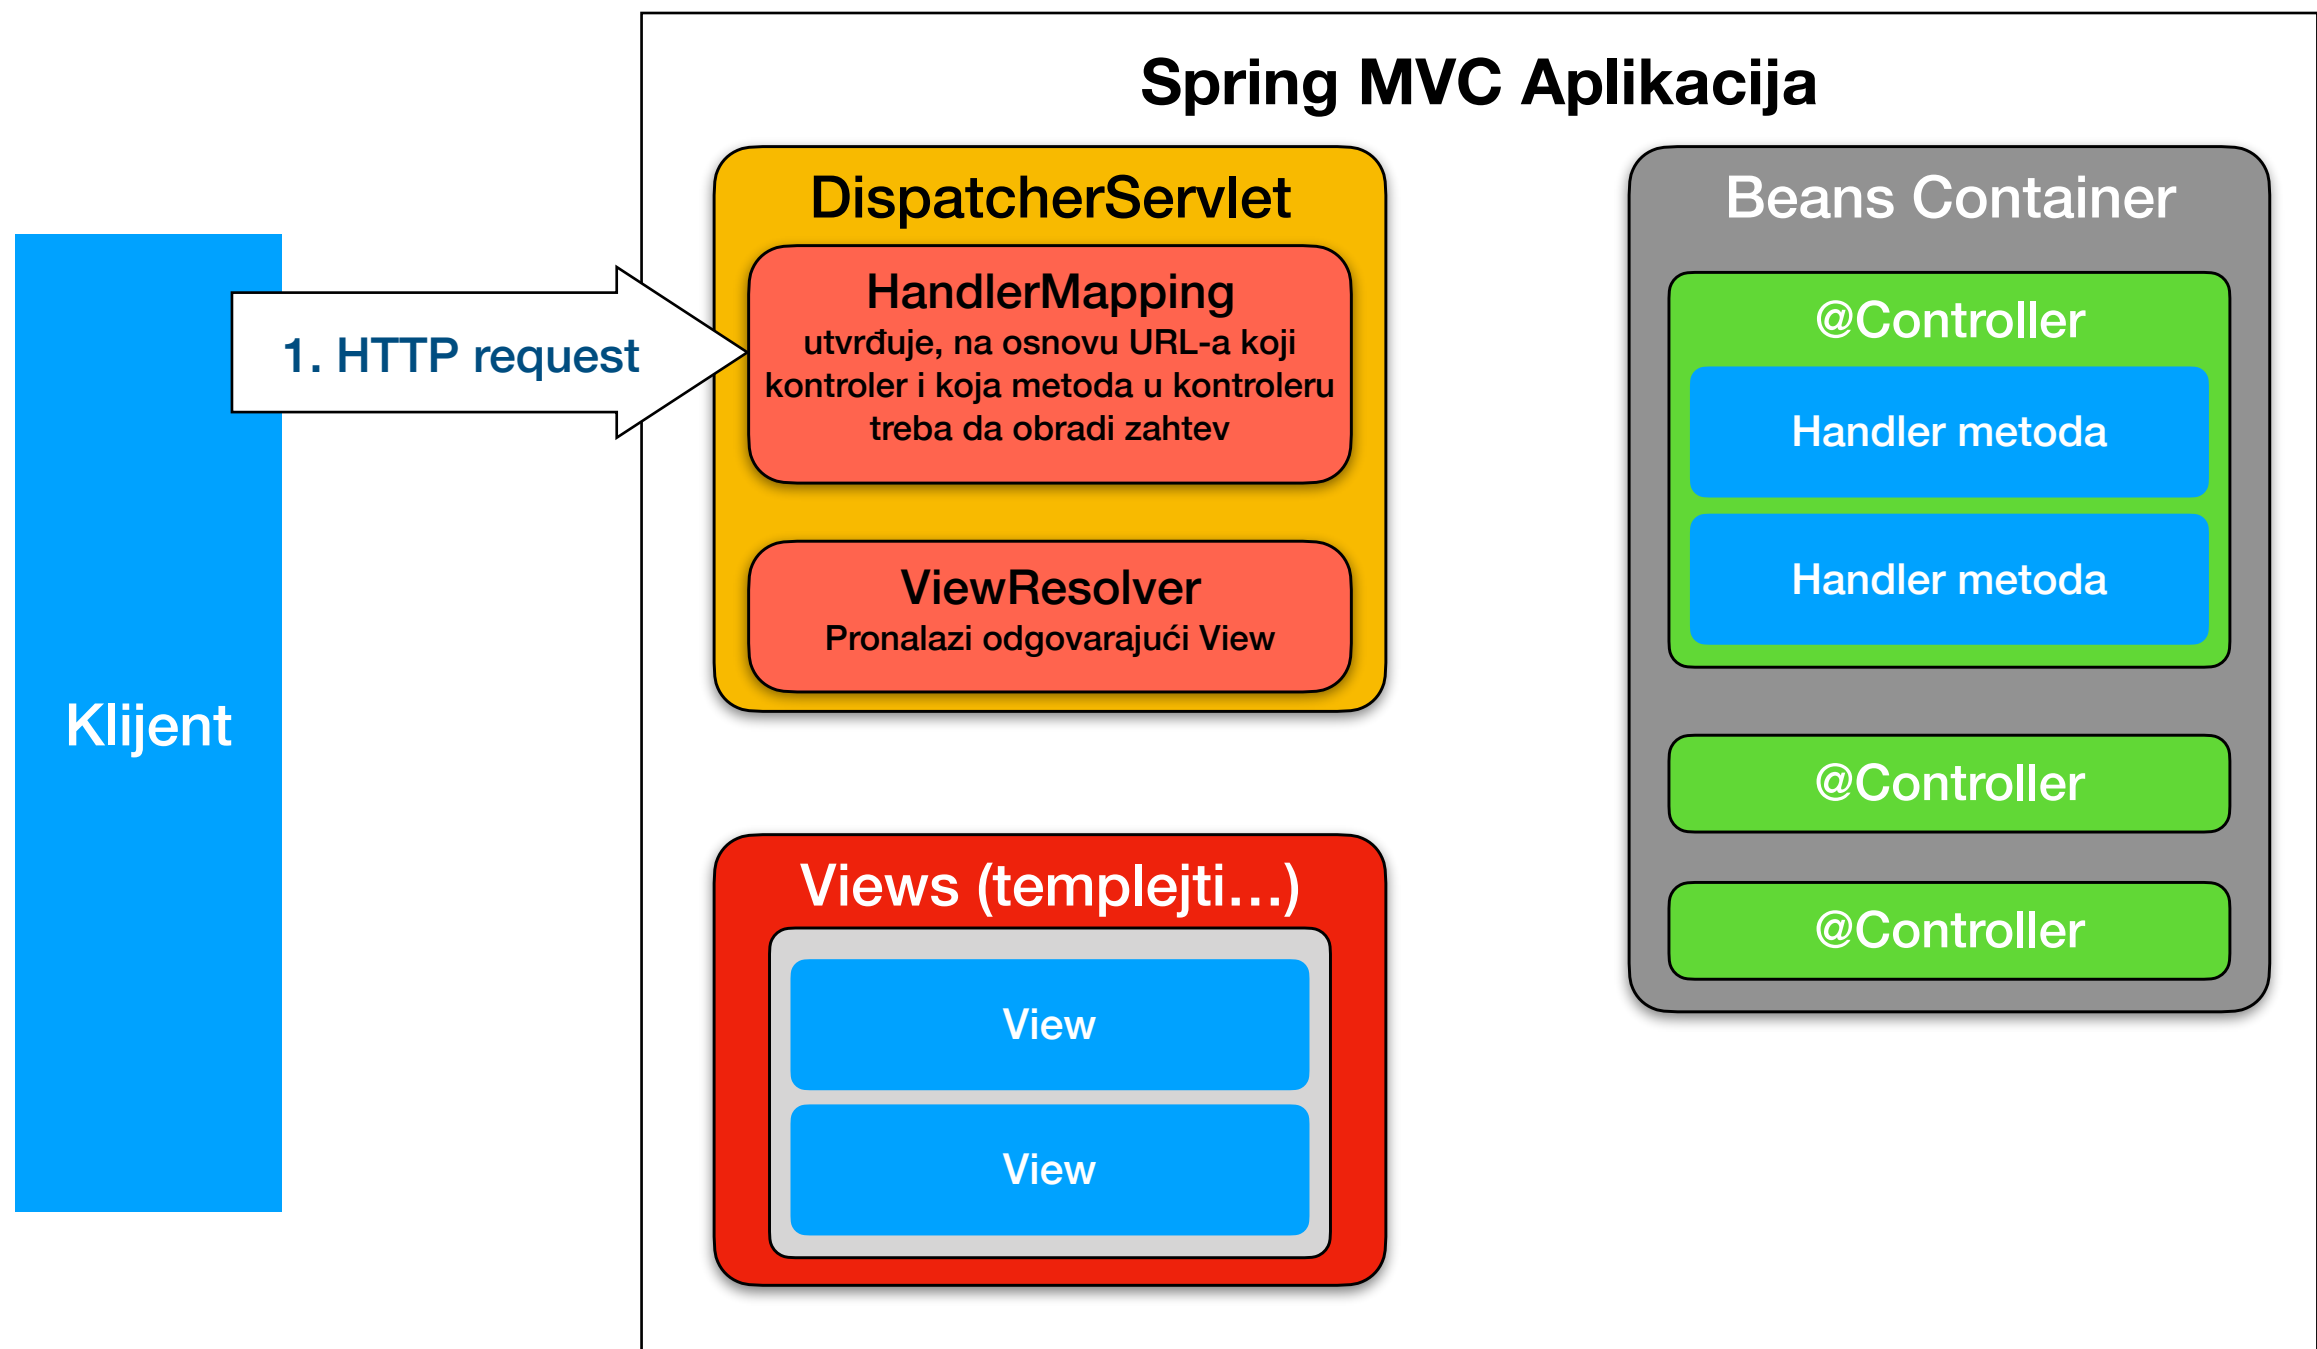 Spring MVC Aplikacija
Klijent
1. HTTP request
DispatcherServlet
HandlerMapping
utvrđuje, na osnovu URL-a koji
kontroler i koja metoda u kontroleru
treba da obradi zahtev
ViewResolver
Pronalazi odgovarajući View
Views (templejti...)
View
View
Beans Container
@Controller
Handler metoda
Handler metoda
@Controller
@Controller